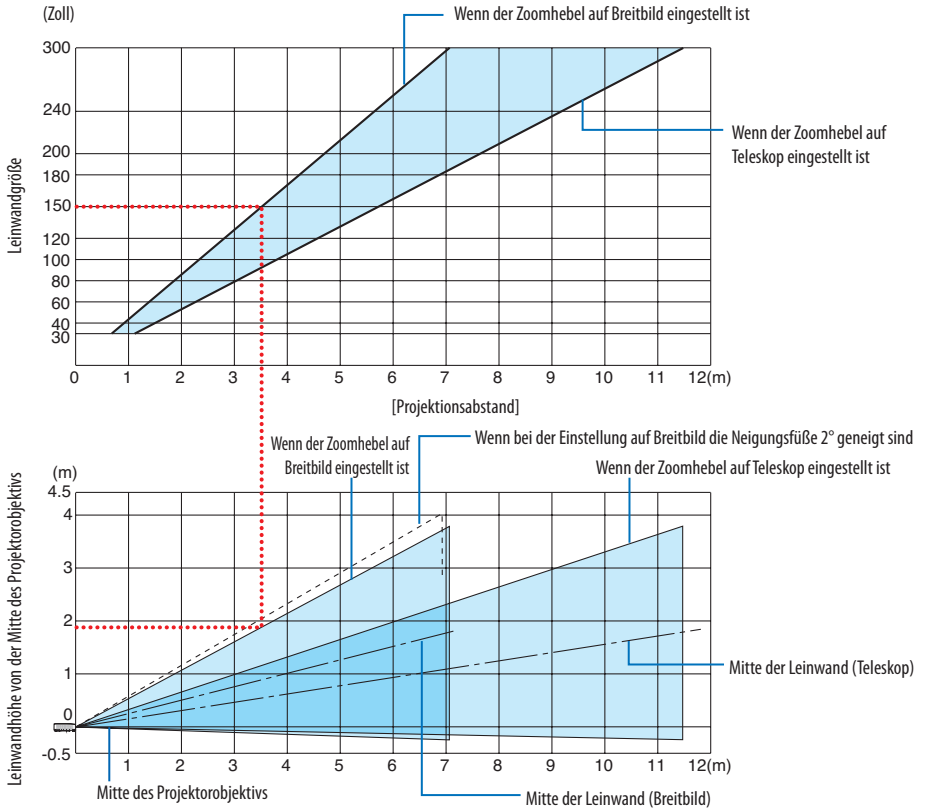 (Zoll)
Wenn der Zoomhebel auf Breitbild eingestellt ist
300
240
200
180
150
120
100
80
60
40
30
Leinwandgröße
Wenn der Zoomhebel auf
Teleskop eingestellt ist
0 1 2 3 4 5 6 7 8 9 10 11 12(m)
[Projektionsabstand]
Wenn der Zoomhebel auf
Breitbild eingestellt ist
Wenn bei der Einstellung auf Breitbild die Neigungsfüße 2° geneigt sind
Wenn der Zoomhebel auf Teleskop eingestellt ist
(m)
4.5
4
3
2
1
0
-0.5
Leinwandhöhe von der Mitte des Projektorobjektivs
Mitte der Leinwand (Teleskop)
1 2 3 4 5 6 7 8 9 10 11 12(m)
Mitte des Projektorobjektivs
Mitte der Leinwand (Breitbild)